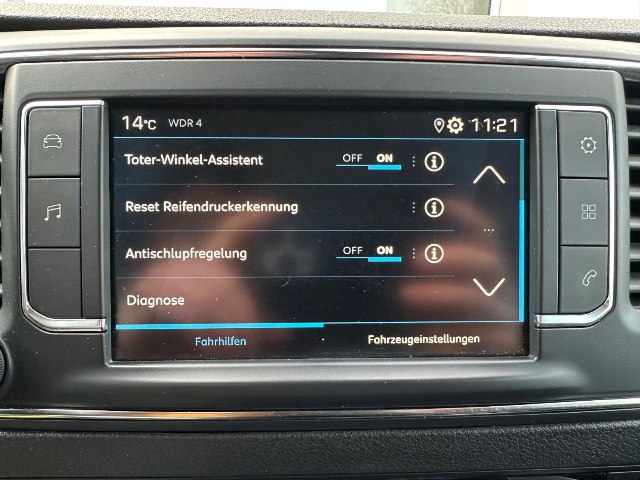 14°C WDR 4 11:21
Toter-Winkel-Assistent OFF ON
Reset Reifendruckerkennung
Antischlupfregelung OFF ON
Diagnose
Fahrhilfen Fahrzeugeinstellungen